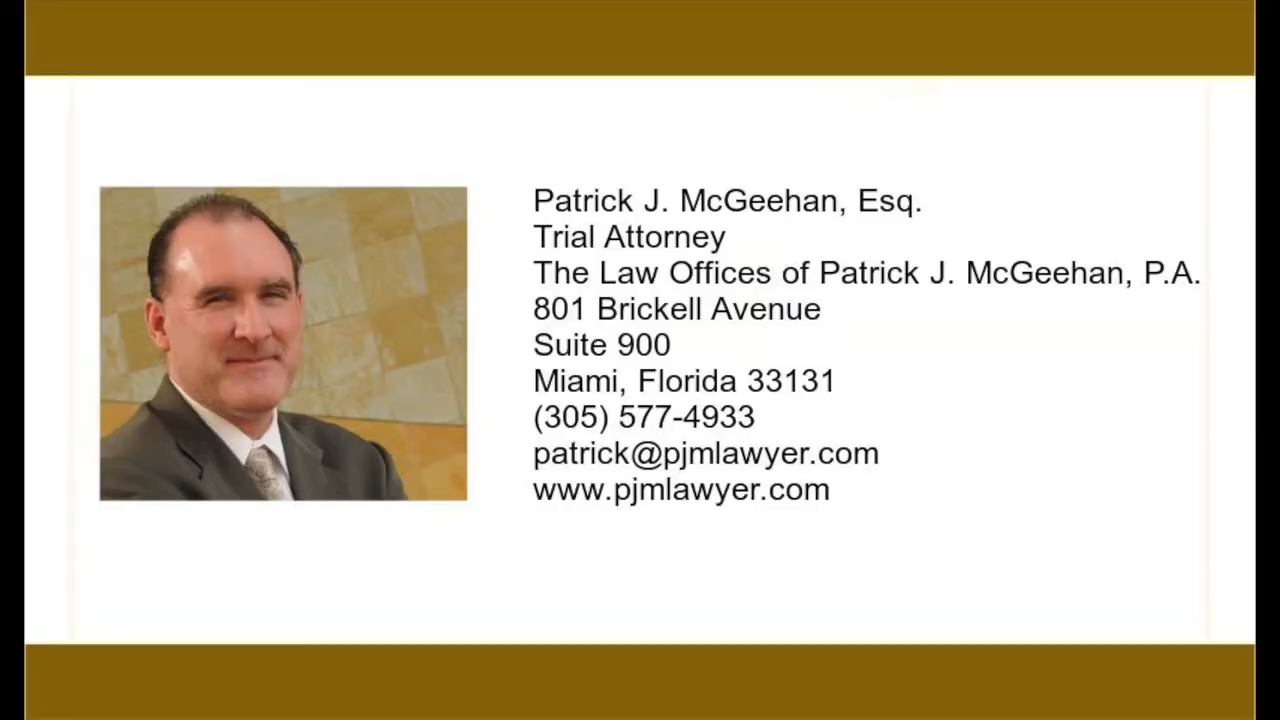 Patrick J. McGeehan, Esq.
Trial Attorney
The Law Offices of Patrick J. McGeehan, P.A.
801 Brickell Avenue
Suite 900
Miami, Florida 33131
(305) 577-4933
patrick@pjmlawyer.com
www.pjmlawyer.com